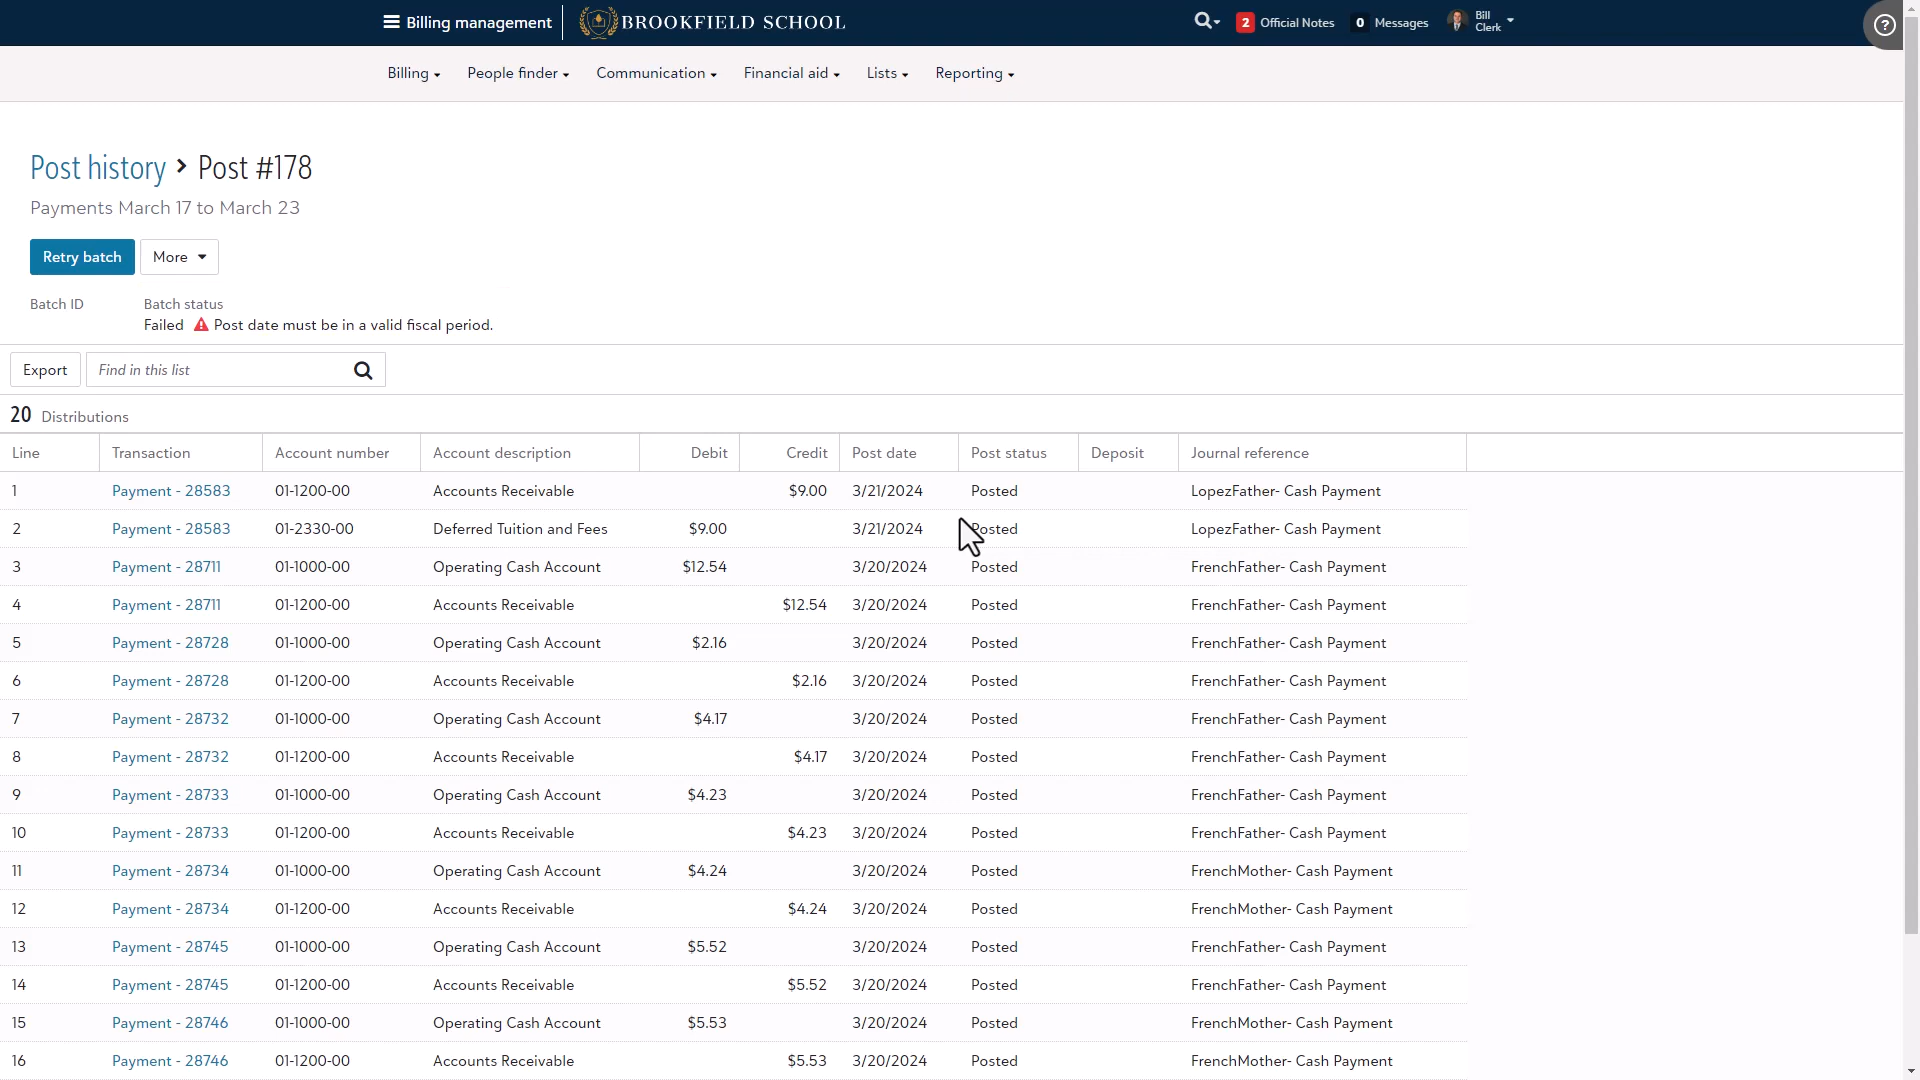 Billing management
BROOKFIELD SCHOOL
2 Official Notes
0 Messages
Bill
Clerk
Billing
People finder
Communication
Financial aid
Lists
Reporting
Post history > Post #178
Payments March 17 to March 23
Retry batch
More
Batch ID
Batch status
Failed Post date must be in a valid fiscal period.
Export
Find in this list
20 Distributions
Line Transaction Account number Account description Debit Credit Post date Post status Deposit Journal reference
1 Payment - 28583 01-1200-00 Accounts Receivable $9.00 3/21/2024 Posted LopezFather- Cash Payment
2 Payment - 28583 01-2330-00 Deferred Tuition and Fees $9.00 3/21/2024 Posted LopezFather- Cash Payment
3 Payment - 28711 01-1000-00 Operating Cash Account $12.54 3/20/2024 Posted FrenchFather- Cash Payment
4 Payment - 28711 01-1200-00 Accounts Receivable $12.54 3/20/2024 Posted FrenchFather- Cash Payment
5 Payment - 28728 01-1000-00 Operating Cash Account $2.16 3/20/2024 Posted FrenchFather- Cash Payment
6 Payment - 28728 01-1200-00 Accounts Receivable $2.16 3/20/2024 Posted FrenchFather- Cash Payment
7 Payment - 28732 01-1000-00 Operating Cash Account $4.17 3/20/2024 Posted FrenchFather- Cash Payment
8 Payment - 28732 01-1200-00 Accounts Receivable $4.17 3/20/2024 Posted FrenchFather- Cash Payment
9 Payment - 28733 01-1000-00 Operating Cash Account $4.23 3/20/2024 Posted FrenchFather- Cash Payment
10 Payment - 28733 01-1200-00 Accounts Receivable $4.23 3/20/2024 Posted FrenchFather- Cash Payment
11 Payment - 28734 01-1000-00 Operating Cash Account $4.24 3/20/2024 Posted FrenchMother- Cash Payment
12 Payment - 28734 01-1200-00 Accounts Receivable $4.24 3/20/2024 Posted FrenchMother- Cash Payment
13 Payment - 28745 01-1000-00 Operating Cash Account $5.52 3/20/2024 Posted FrenchFather- Cash Payment
14 Payment - 28745 01-1200-00 Accounts Receivable $5.52 3/20/2024 Posted FrenchFather- Cash Payment
15 Payment - 28746 01-1000-00 Operating Cash Account $5.53 3/20/2024 Posted FrenchMother- Cash Payment
16 Payment - 28746 01-1200-00 Accounts Receivable $5.53 3/20/2024 Posted FrenchMother- Cash Payment